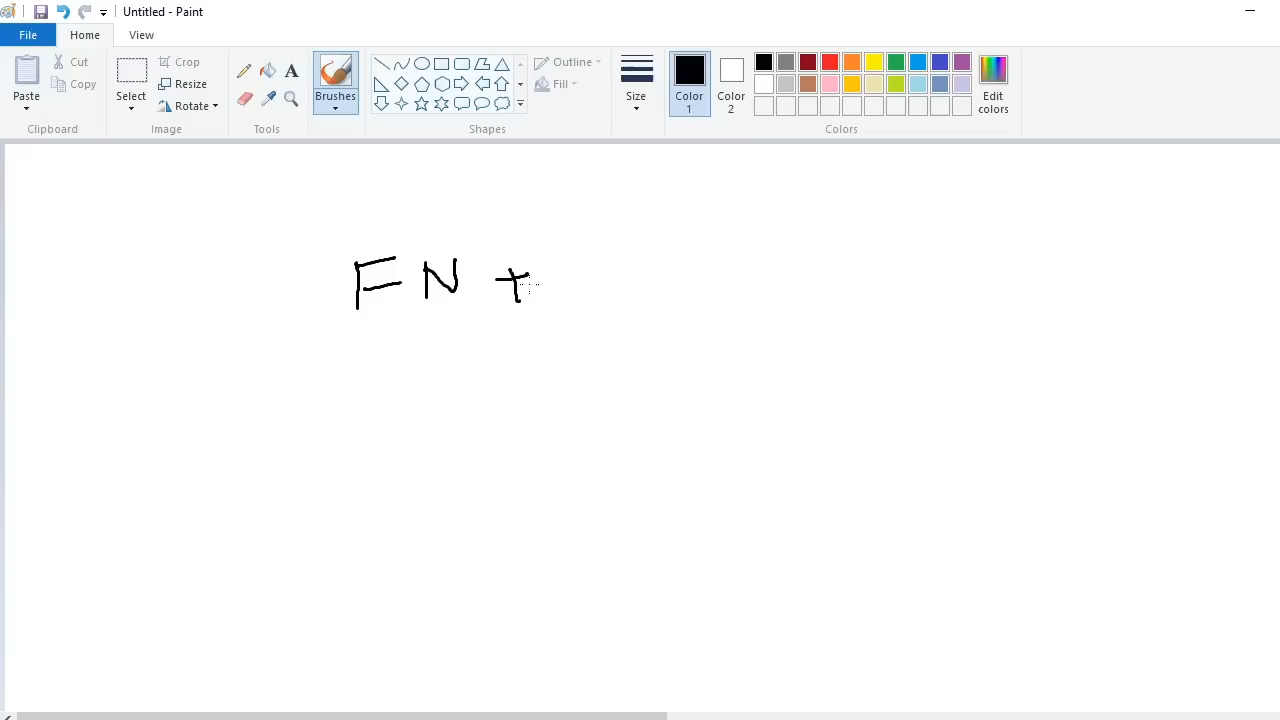 Untitled - Paint
File Home View
Paste Cut Copy Select Crop Resize Rotate Brushes Outline Fill Size Color 1 Color 2 Edit colors
Clipboard Image Tools Shapes Colors
FN +